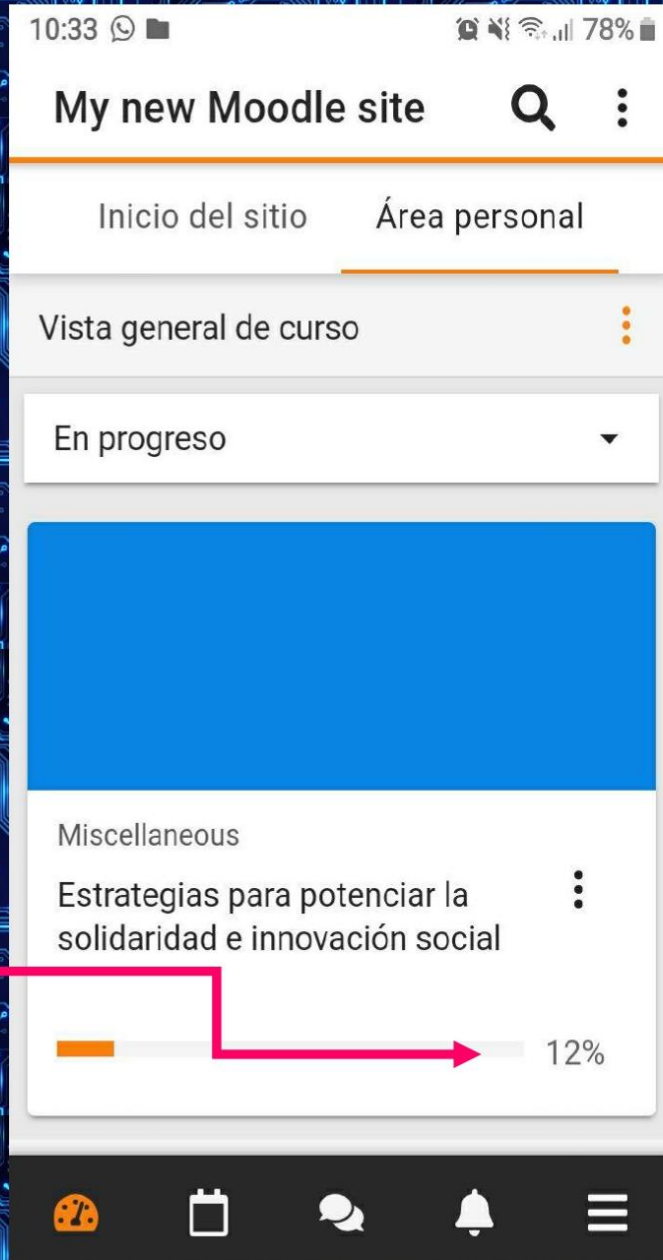 10:33 78%
My new Moodle site
Inicio del sitio Área personal
Vista general de curso
En progreso
Miscellaneous
Estrategias para potenciar la
solidaridad e innovación social
12%